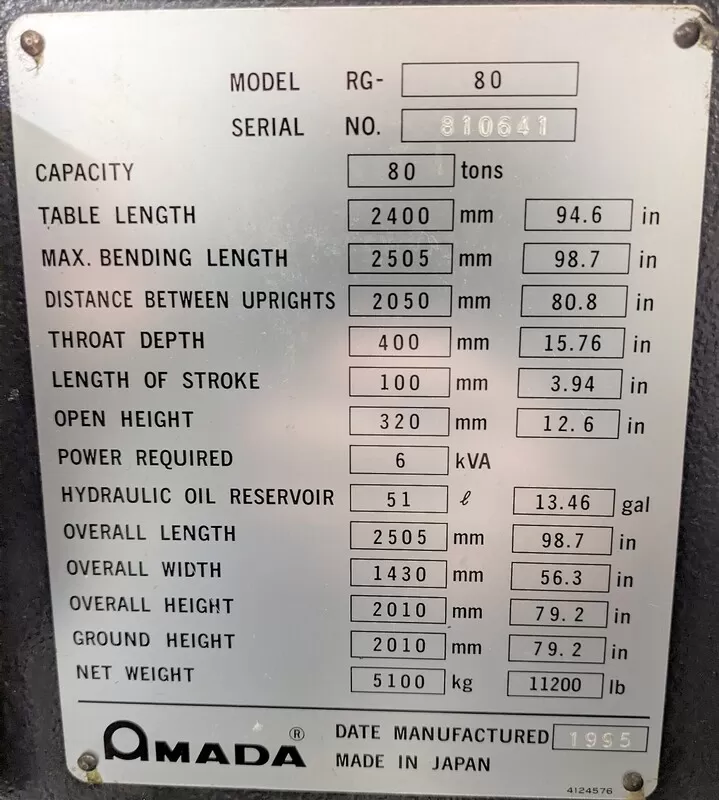 MODEL RG- 80
SERIAL NO. 810641
CAPACITY 80 tons
TABLE LENGTH 2400 mm 94.6 in
MAX. BENDING LENGTH 2505 mm 98.7 in
DISTANCE BETWEEN UPRIGHTS 2050 mm 80.8 in
THROAT DEPTH 400 mm 15.76 in
LENGTH OF STROKE 100 mm 3.94 in
OPEN HEIGHT 320 mm 12.6 in
POWER REQUIRED 6 kVA
HYDRAULIC OIL RESERVOIR 51 ℓ 13.46 gal
OVERALL LENGTH 2505 mm 98.7 in
OVERALL WIDTH 1430 mm 56.3 in
OVERALL HEIGHT 2010 mm 79.2 in
GROUND HEIGHT 2010 mm 79.2 in
NET WEIGHT 5100 kg 11200 lb
AMADA ® DATE MANUFACTURED 1995
MADE IN JAPAN
4124576